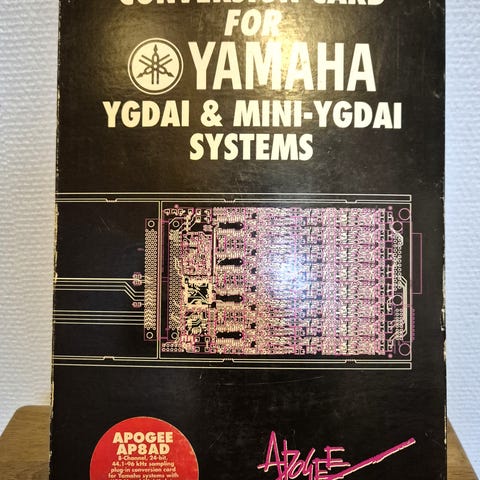 CONVERSION CARD
FOR
YAMAHA
YGDAI & MINI-YGDAI
SYSTEMS
APOGEE
AP8AD
8-Channel, 24-bit,
44.1-96 kHz sampling
plug-in conversion card
for Yamaha systems with
APOGEE